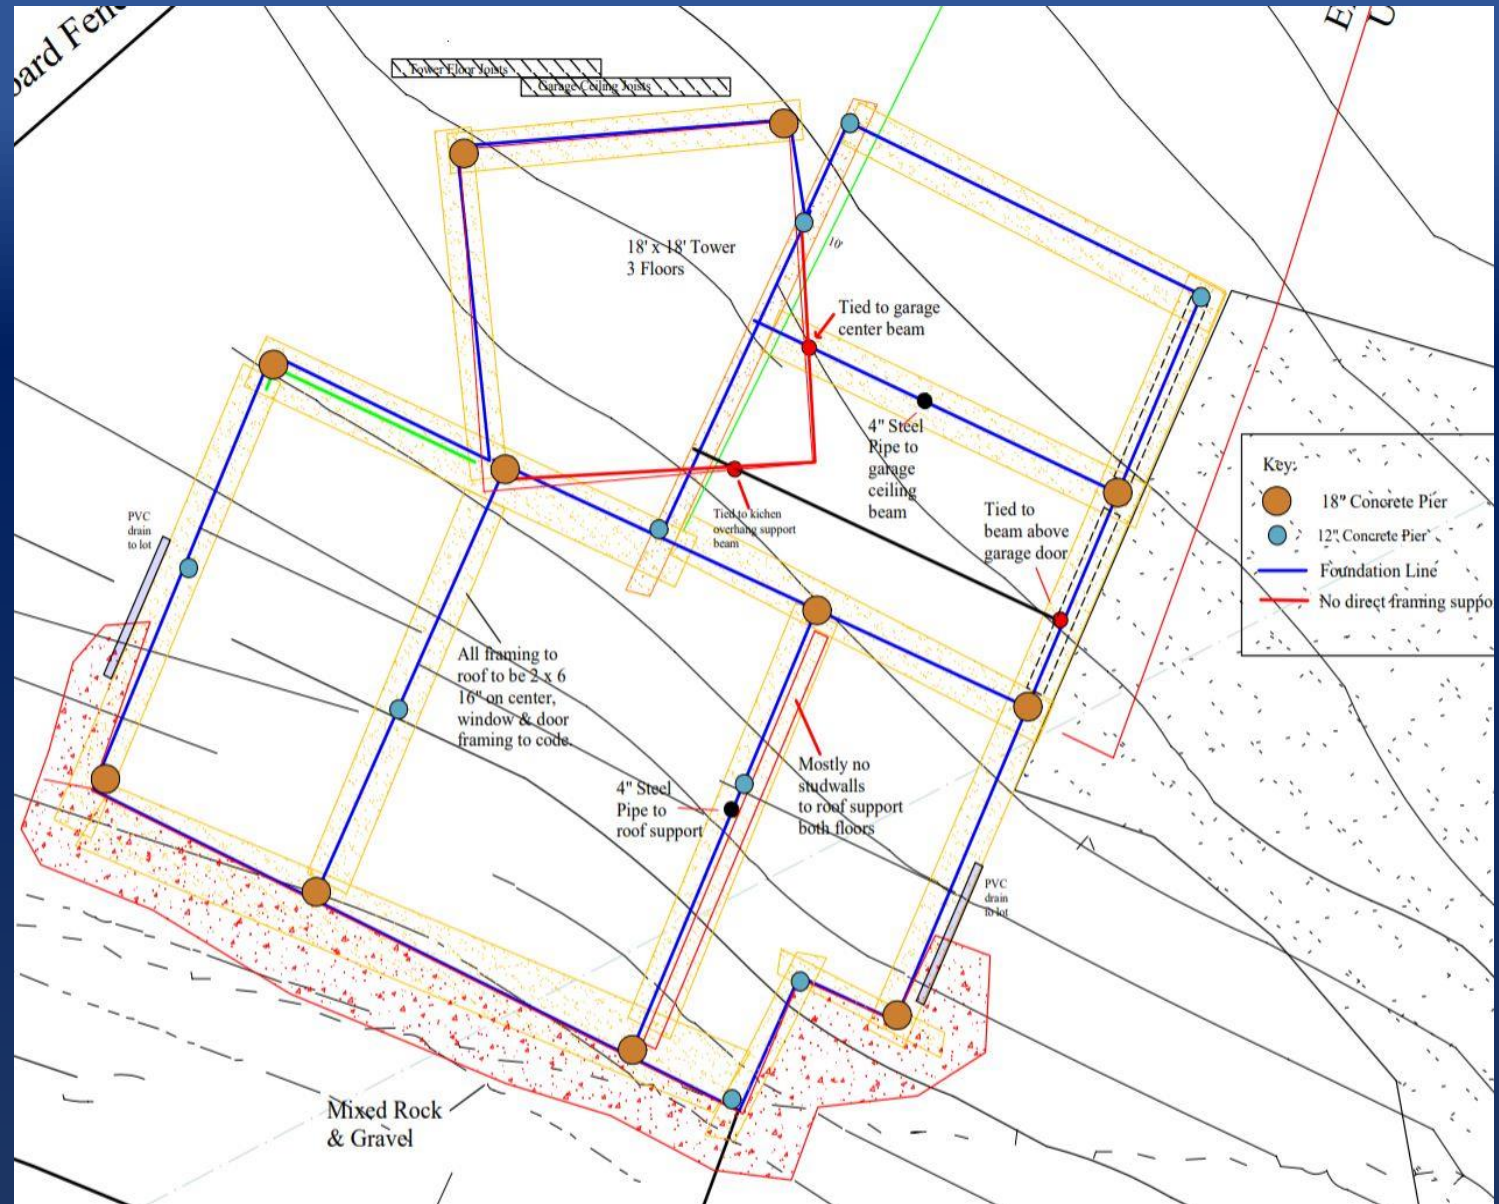 Tower Floor Joists
Garage Ceiling Joists
18' x 18' Tower
3 Floors
10'
Tied to garage
center beam
4" Steel
Pipe to
garage
ceiling
beam
Tied to kichen
overhang support
beam
Tied to
beam above
garage door
Key:
18" Concrete Pier
12" Concrete Pier
Foundation Line
No direct framing suppo
PVC
drain
to lot
All framing to
roof to be 2 x 6
16" on center,
window & door
framing to code.
4" Steel
Pipe to
roof support
Mostly no
studwalls
to roof support
both floors
PVC
drain
to lot
Mixed Rock
& Gravel